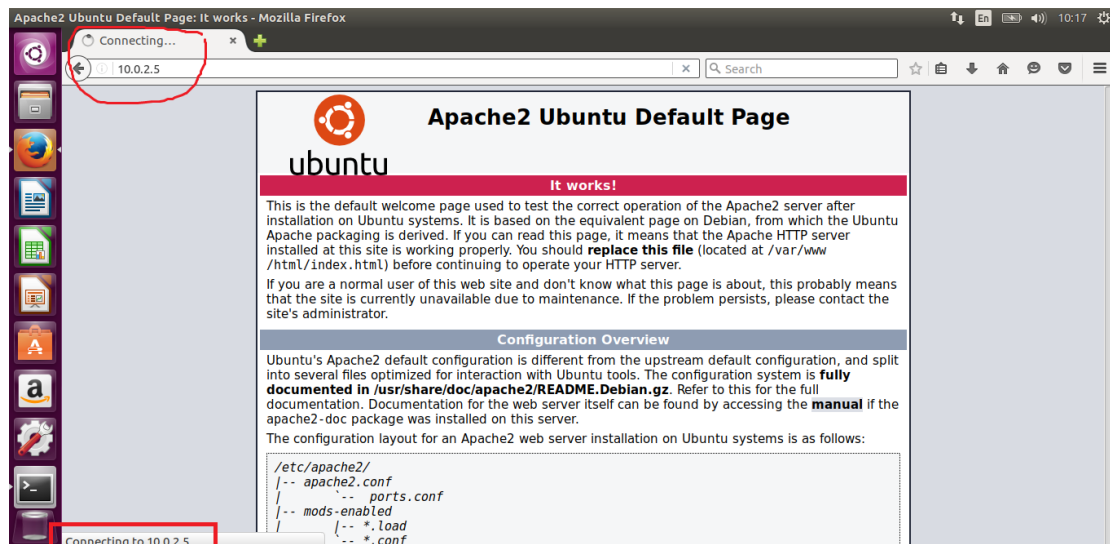 Apache2 Ubuntu Default Page: It works - Mozilla Firefox
En
10:17
Connecting...
10.0.2.5
Search
ubuntu
Apache2 Ubuntu Default Page
It works!
This is the default welcome page used to test the correct operation of the Apache2 server after
installation on Ubuntu systems. It is based on the equivalent page on Debian, from which the Ubuntu
Apache packaging is derived. If you can read this page, it means that the Apache HTTP server
installed at this site is working properly. You should replace this file (located at /var/www
/html/index.html) before continuing to operate your HTTP server.
If you are a normal user of this web site and don't know what this page is about, this probably means
that the site is currently unavailable due to maintenance. If the problem persists, please contact the
site's administrator.
Configuration Overview
Ubuntu's Apache2 default configuration is different from the upstream default configuration, and split
into several files optimized for interaction with Ubuntu tools. The configuration system is fully
documented in /usr/share/doc/apache2/README.Debian.gz. Refer to this for the full
documentation. Documentation for the web server itself can be found by accessing the manual if the
apache2-doc package was installed on this server.
The configuration layout for an Apache2 web server installation on Ubuntu systems is as follows:
/etc/apache2/
|-- apache2.conf
|       `--  ports.conf
|-- mods-enabled
|       |-- *.load
`-- *.conf
Connecting to 10.0.2.5